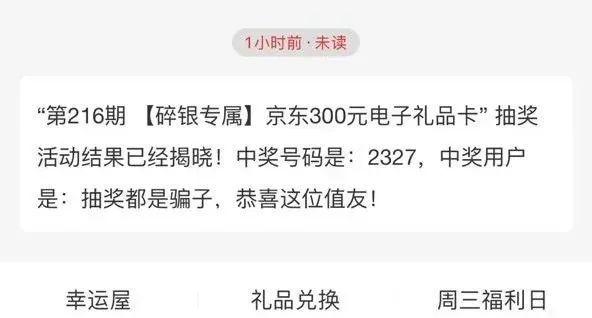 1小时前 · 未读
“第216期 【碎银专属】京东300元电子礼品卡” 抽奖
活动结果已经揭晓！中奖号码是：2327，中奖用户
是：抽奖都是骗子，恭喜这位值友！
幸运屋
礼品兑换
周三福利日